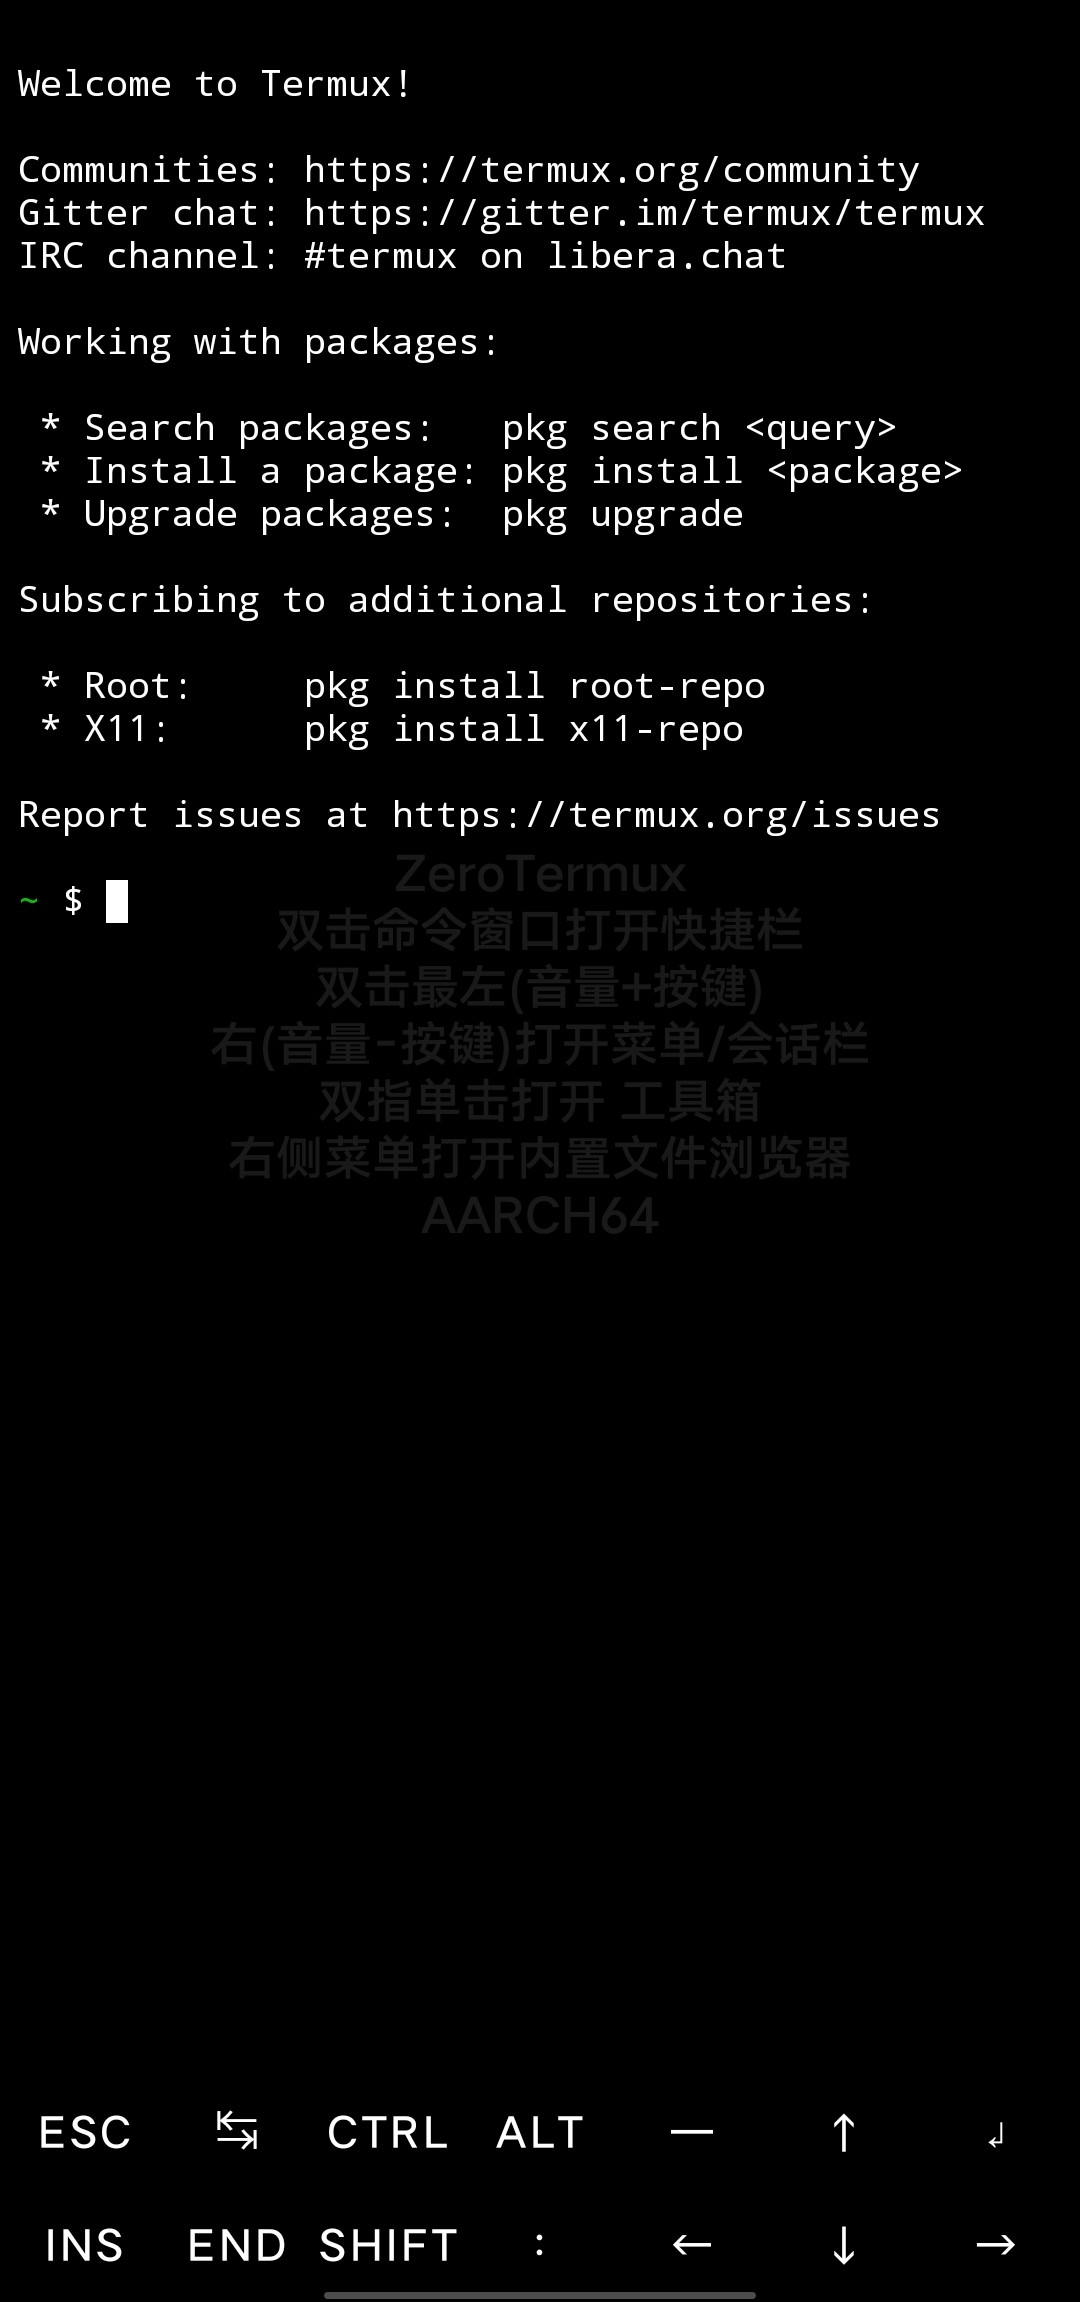 Welcome to Termux!
Communities: https://termux.org/community
Gitter chat: https://gitter.im/termux/termux
IRC channel: #termux on libera.chat
Working with packages:
* Search packages:   pkg search <query>
* Install a package: pkg install <package>
* Upgrade packages:  pkg upgrade
Subscribing to additional repositories:
* Root:     pkg install root-repo
* X11:      pkg install x11-repo
Report issues at https://termux.org/issues
~ $
ZeroTermux
双击命令窗口打开快捷栏
双击最左(音量+按键)
右(音量-按键)打开菜单/会话栏
双指单击打开 工具箱
右侧菜单打开内置文件浏览器
AARCH64
ESC ↹ CTRL ALT — ↑ ↲
INS END SHIFT : ← ↓ →